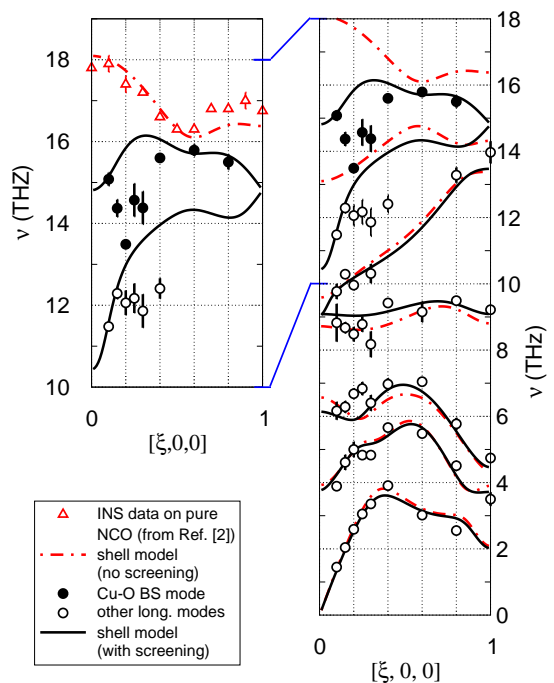 18
16
14
12
10
ν (THZ)
0
1
[ξ,0,0]
18
16
14
12
10
8
6
4
2
0
ν (THz)
0
1
[ξ, 0, 0]
INS data on pure
NCO (from Ref. [2])
shell model
(no screening)
Cu-O BS mode
other long. modes
shell model
(with screening)